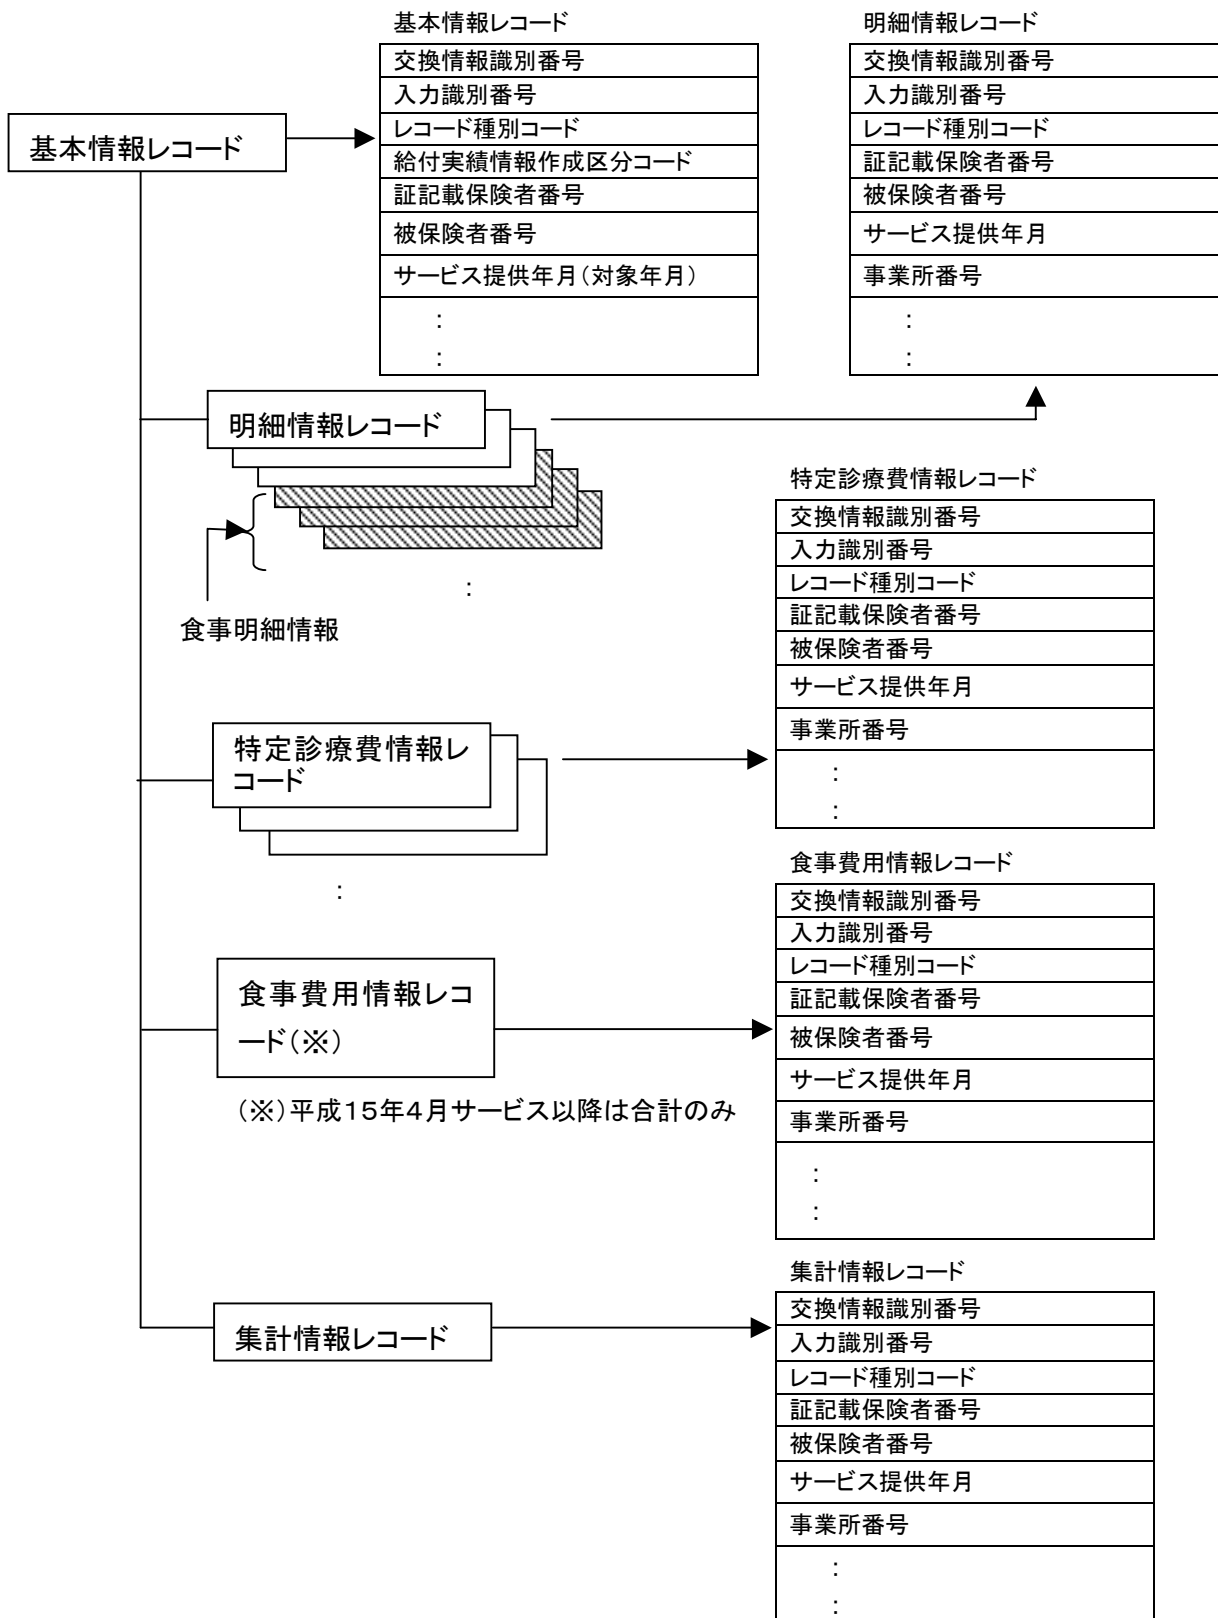 基本情報レコード
交換情報識別番号
入力識別番号
レコード種別コード
給付実績情報作成区分コード
証記載保険者番号
被保険者番号
サービス提供年月(対象年月)
:
:
明細情報レコード
交換情報識別番号
入力識別番号
レコード種別コード
証記載保険者番号
被保険者番号
サービス提供年月
事業所番号
:
:
基本情報レコード
明細情報レコード
:
食事明細情報
特定診療費情報レコード
交換情報識別番号
入力識別番号
レコード種別コード
証記載保険者番号
被保険者番号
サービス提供年月
事業所番号
:
:
特定診療費情報レ
コード
:
食事費用情報レコード
交換情報識別番号
入力識別番号
レコード種別コード
証記載保険者番号
被保険者番号
サービス提供年月
事業所番号
:
:
食事費用情報レコ
ード(※)
(※)平成15年4月サービス以降は合計のみ
集計情報レコード
交換情報識別番号
入力識別番号
レコード種別コード
証記載保険者番号
被保険者番号
サービス提供年月
事業所番号
:
:
集計情報レコード